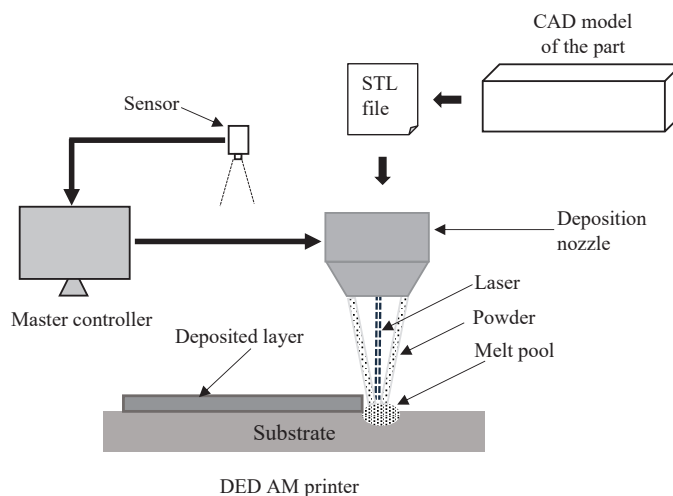 CAD model
of the part
STL
file
Sensor
Deposition
nozzle
Master controller
Laser
Powder
Deposited layer
Melt pool
Substrate
DED AM printer